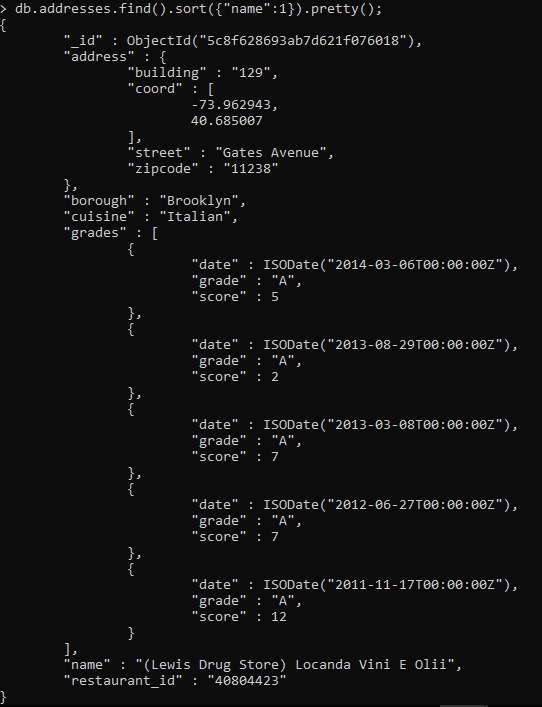 > db.addresses.find().sort({"name":1}).pretty();
{
"_id" : ObjectId("5c8f628693ab7d621f076018"),
"address" : {
"building" : "129",
"coord" : [
-73.962943,
40.685007
],
"street" : "Gates Avenue",
"zipcode" : "11238"
},
"borough" : "Brooklyn",
"cuisine" : "Italian",
"grades" : [
{
"date" : ISODate("2014-03-06T00:00:00Z"),
"grade" : "A",
"score" : 5
},
{
"date" : ISODate("2013-08-29T00:00:00Z"),
"grade" : "A",
"score" : 2
},
{
"date" : ISODate("2013-03-08T00:00:00Z"),
"grade" : "A",
"score" : 7
},
{
"date" : ISODate("2012-06-27T00:00:00Z"),
"grade" : "A",
"score" : 7
},
{
"date" : ISODate("2011-11-17T00:00:00Z"),
"grade" : "A",
"score" : 12
}
],
"name" : "(Lewis Drug Store) Locanda Vini E Olii",
"restaurant_id" : "40804423"
}